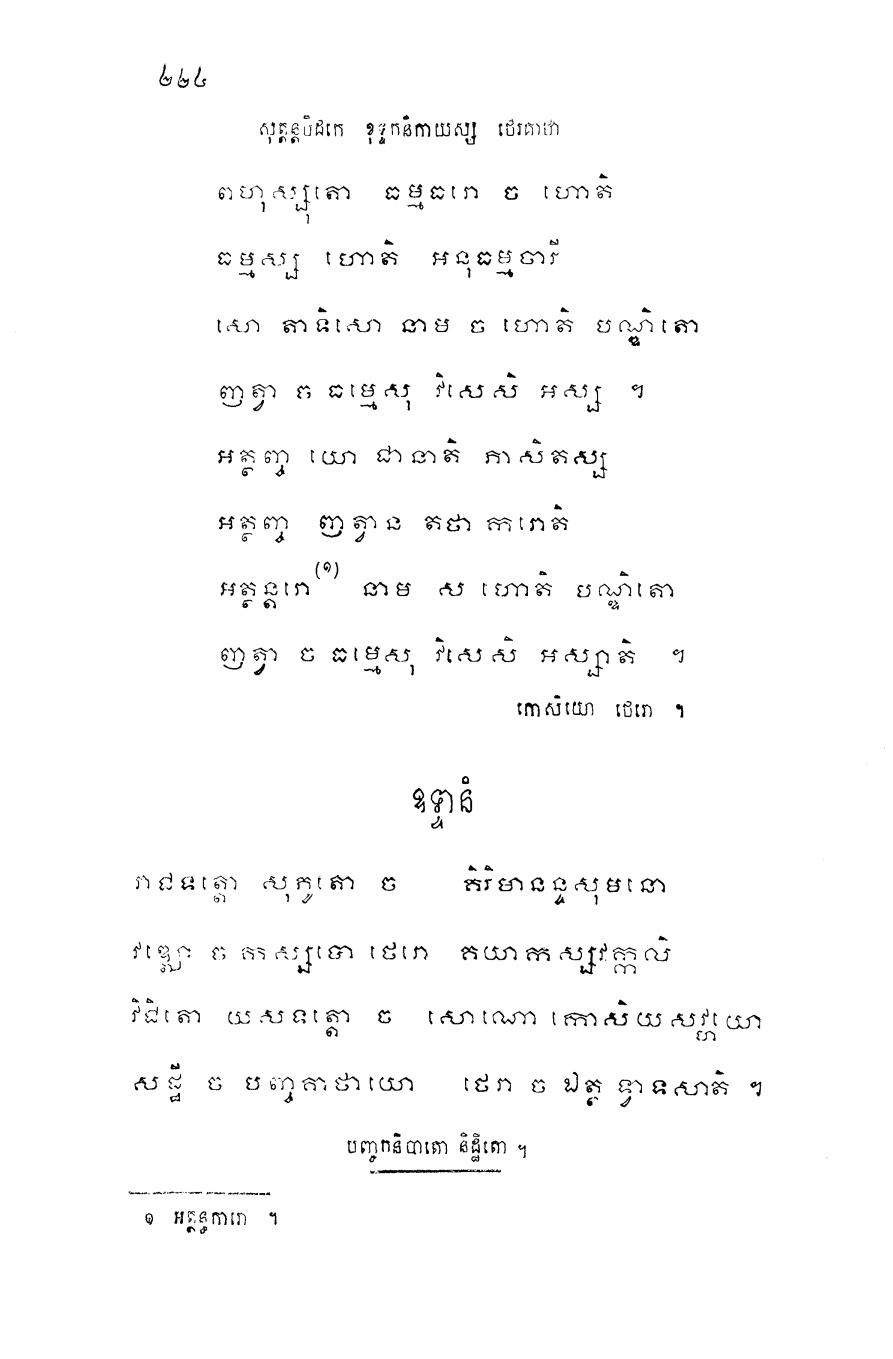 ២២៤
សុត្តន្តបិដកេ ខុទ្ទកនិកាយស្ស ថេរគាថា
ពហុស្សុតោ ធម្មធរោ ច ហោតិ
ធម្មស្ស ហោតិ អនុធម្មចារី
សោ តាទិសោ នាម ច ហោតិ បណ្ឌិតោ
ញត្វា ច ធម្មេសុ វិសេសិ អស្ស ។
អត្ថញ្ច យោ ជានាតិ ភាសិតស្ស
អត្ថញ្ច ញត្វាន តថា ករោតិ
អត្ថន្តរោ(១) នាម ស ហោតិ បណ្ឌិតោ
ញត្វា ច ធម្មេសុ វិសេសិ អស្សាតិ ។
កោសិយោ ថេរោ ។
ឧទ្ទានំ
រាជទត្តោ សុភូតោ ច គិរិមានន្ទសុមនោ
វឌ្ឍោ ច កស្សបោ ថេរោ គយាកស្សវក្កលិ
វិជិតោ យសទត្តោ ច សោណោ កោសិយសវ្ហយោ
សដ្ឋី ច បញ្ចគាថាយោ ថេរា ច ឯត្ថ ទ្វាទសាតិ ។
បញ្ចកនិបាតោ និដ្ឋិតោ ។
១ អត្ថន្ធការោ ។